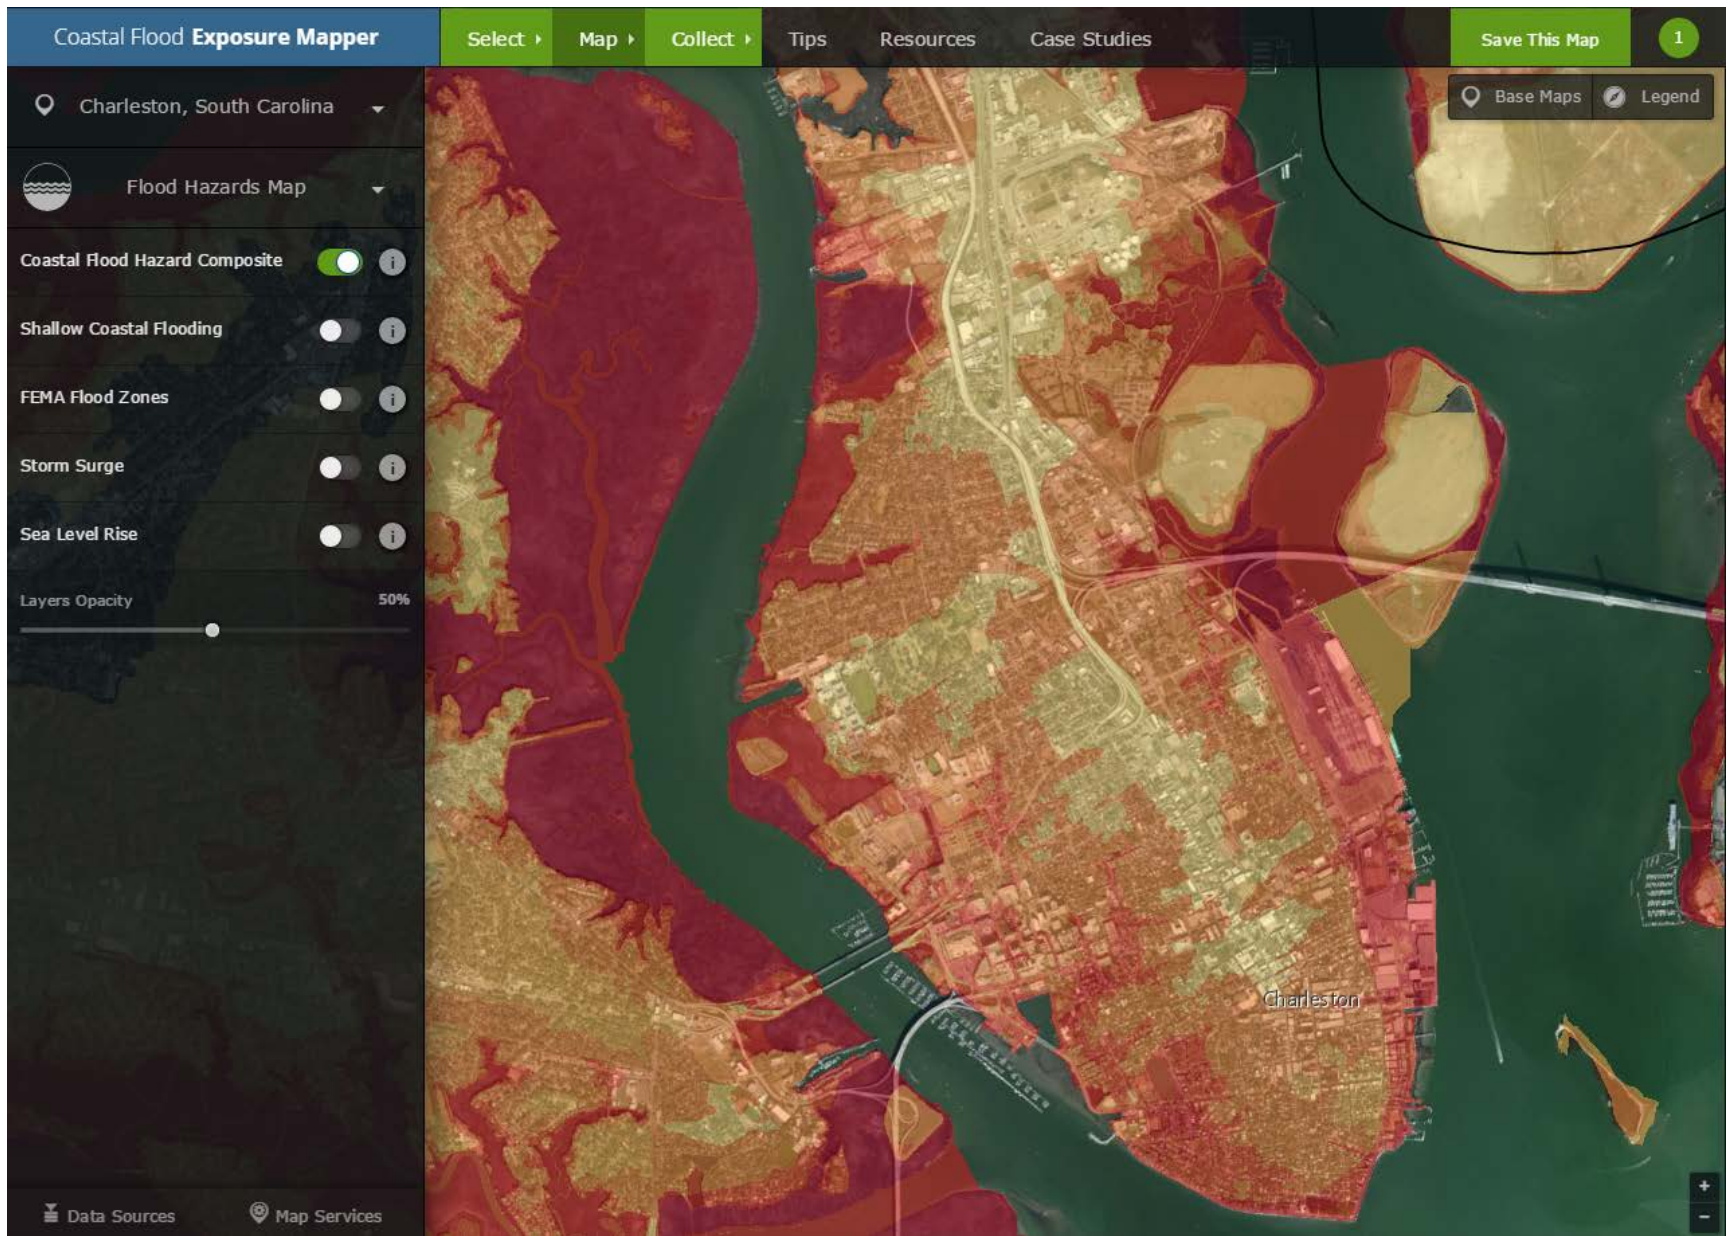 Coastal Flood Exposure Mapper
Select
Map
Collect
Tips
Resources
Case Studies
Save This Map
1
Charleston, South Carolina
Base Maps
Legend
Flood Hazards Map
Coastal Flood Hazard Composite
i
Shallow Coastal Flooding
i
FEMA Flood Zones
i
Storm Surge
i
Sea Level Rise
i
Layers Opacity
50%
Charleston
+
−
Data Sources
Map Services